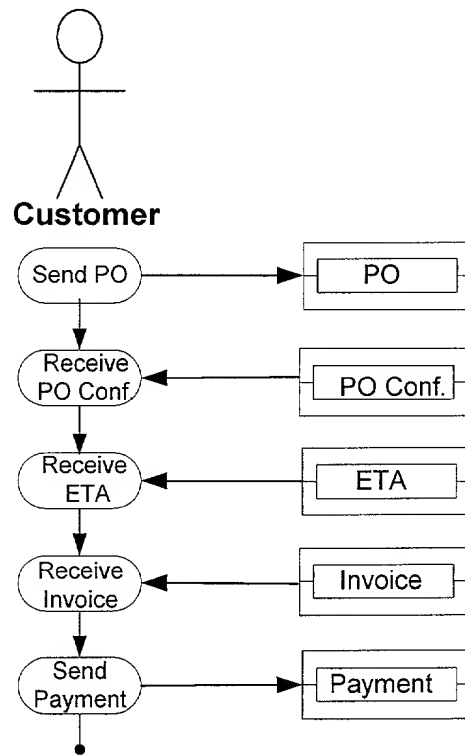 Customer
Send PO
PO
Receive
PO Conf.
PO Conf.
Receive
ETA
ETA
Receive
Invoice
Invoice
Send
Payment
Payment